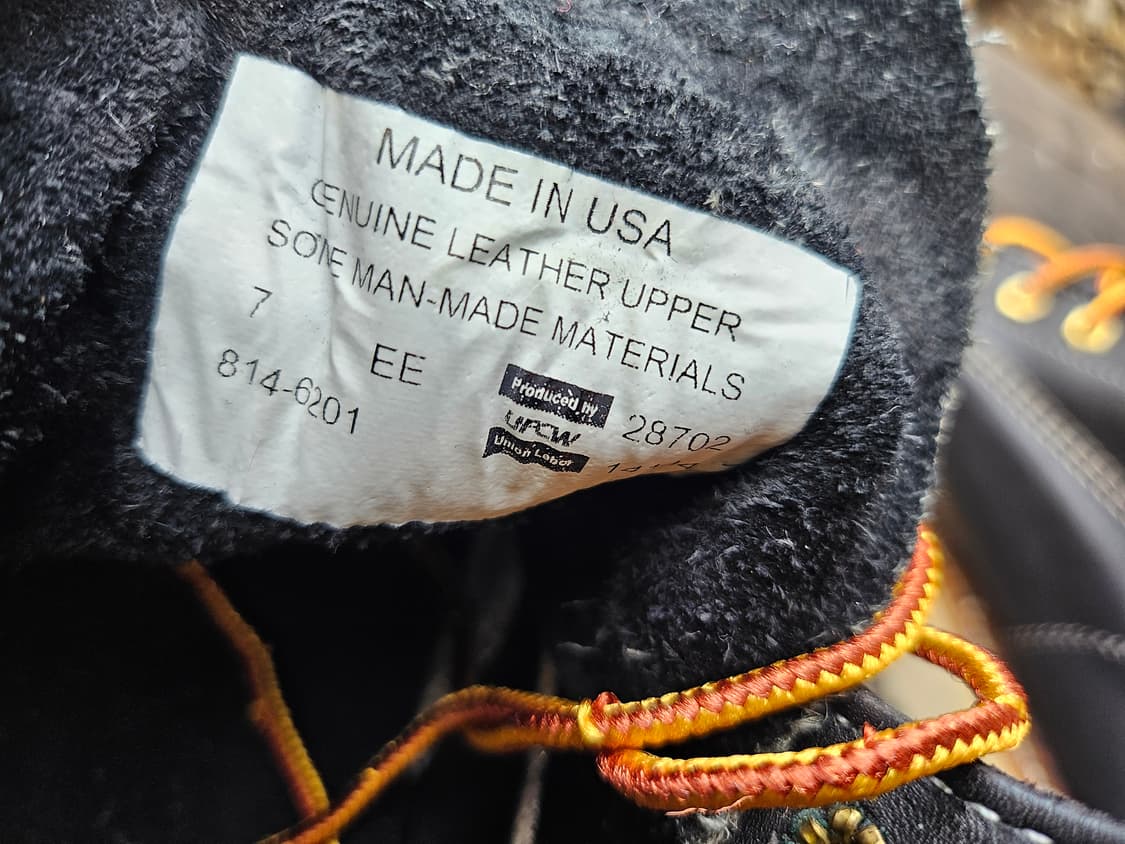 MADE IN USA
GENUINE LEATHER UPPER
SOME MAN-MADE MATERIALS
7 EE
814-6201
Produced by
UFCW
Union Labor
28702